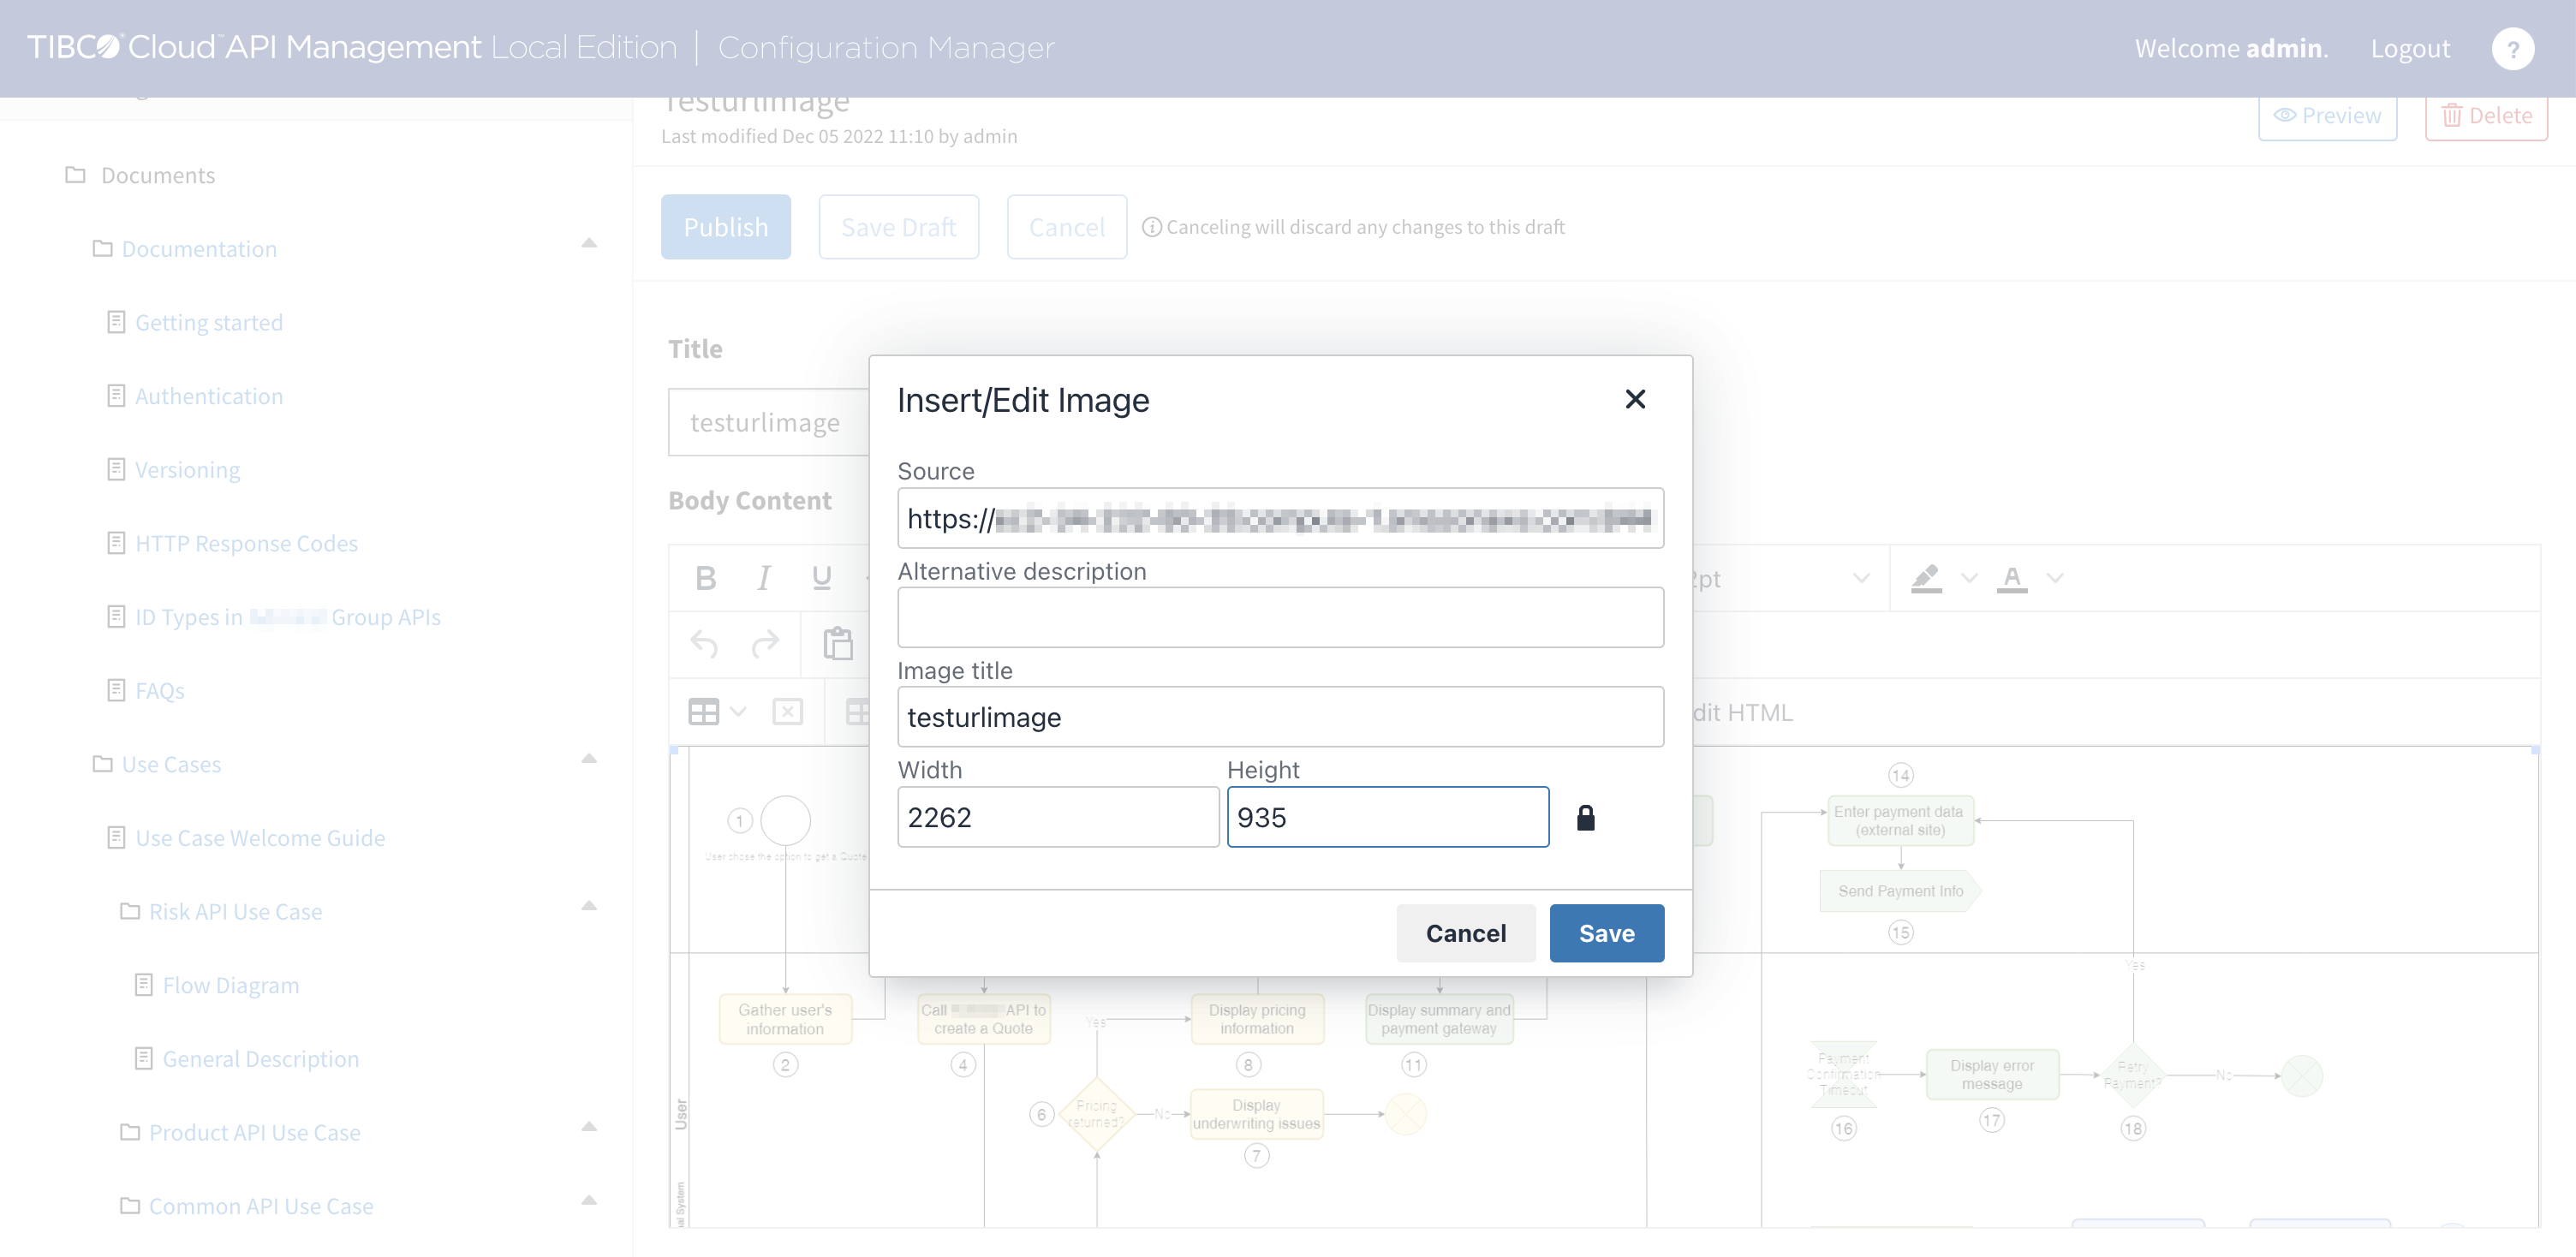 TIBCO® Cloud™ API Management Local Edition | Configuration Manager
Welcome admin. Logout ?
testurlimage
Last modified Dec 05 2022 11:10 by admin
Preview
Delete
Documents
Documentation
Getting started
Authentication
Versioning
HTTP Response Codes
ID Types in Group APIs
FAQs
Use Cases
Use Case Welcome Guide
Risk API Use Case
Flow Diagram
General Description
Product API Use Case
Common API Use Case
Publish
Save Draft
Cancel
Canceling will discard any changes to this draft
Title
testurlimage
Body Content
B I U
2pt
A
dit HTML
Insert/Edit Image
Source
https://
Alternative description
Image title
testurlimage
Width
Height
2262
935
Cancel
Save
1
User chose the option to get a Quote
14
Enter payment data
(external site)
Send Payment Info
15
Yes
User
al System
Gather user's
information
2
Call API to
create a Quote
4
Yes
Display pricing
information
8
Display summary and
payment gateway
11
6
Pricing
returned?
No
Display
underwriting issues
7
Payment
Confirmation
Timeout
16
Display error
message
17
Retry
Payment?
18
No